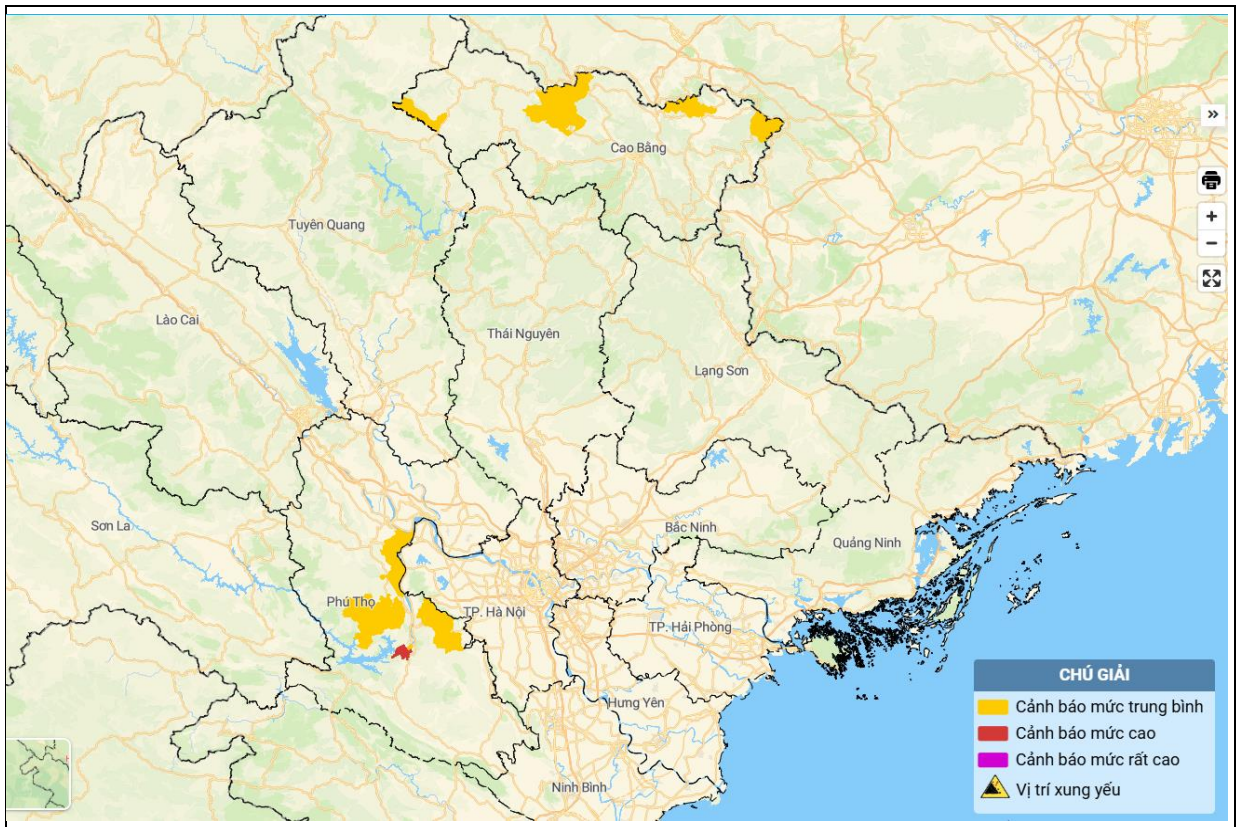 Cao Bằng
Tuyên Quang
Lào Cai
Thái Nguyên
Lạng Sơn
Sơn La
Bắc Ninh
Quảng Ninh
Phú Thọ
TP. Hà Nội
TP. Hải Phòng
Hưng Yên
Ninh Bình
»
+
−
CHÚ GIẢI
Cảnh báo mức trung bình
Cảnh báo mức cao
Cảnh báo mức rất cao
Vị trí xung yếu